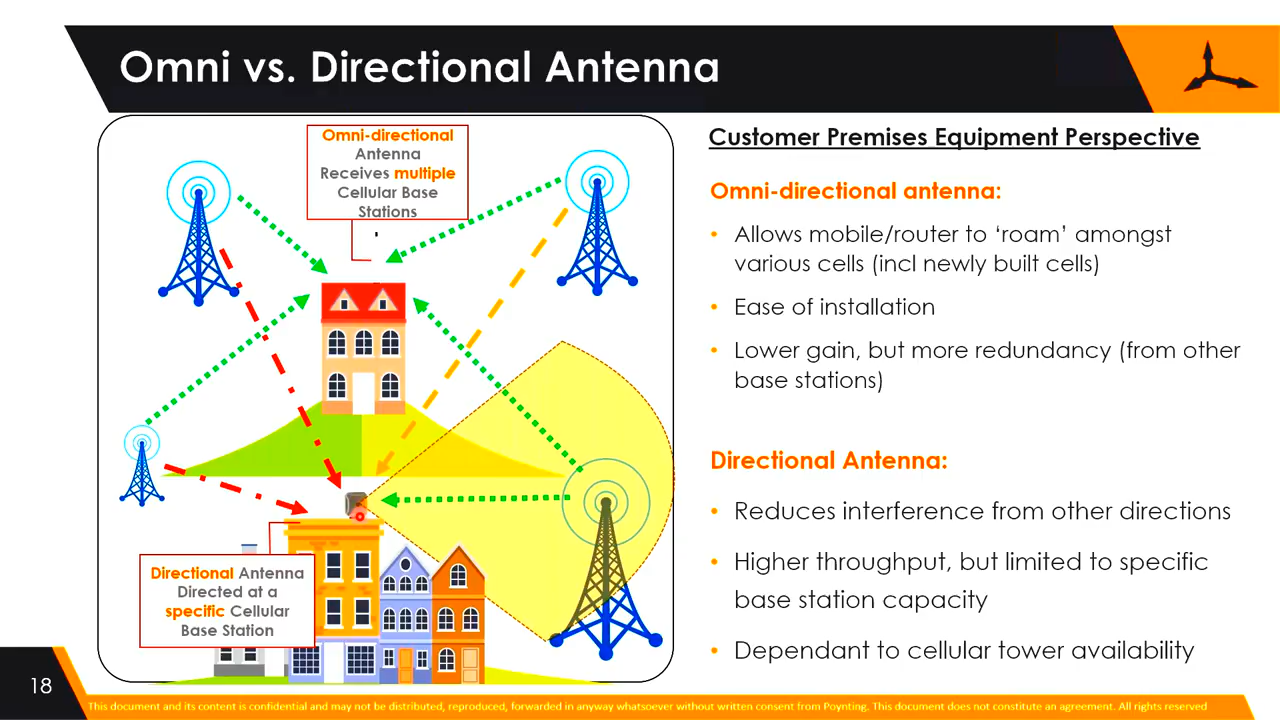 Omni vs. Directional Antenna
Omni-directional
Antenna
Receives multiple
Cellular Base
Stations
Directional Antenna
Directed at a
specific Cellular
Base Station
Customer Premises Equipment Perspective
Omni-directional antenna:
• Allows mobile/router to ‘roam’ amongst
various cells (incl newly built cells)
• Ease of installation
• Lower gain, but more redundancy (from other
base stations)
Directional Antenna:
• Reduces interference from other directions
• Higher throughput, but limited to specific
base station capacity
• Dependant to cellular tower availability
18
This document and its content is confidential and may not be distributed, reproduced, forwarded in anyway whatsoever without written consent from Poynting. This document does not constitute an agreement. All rights reserved